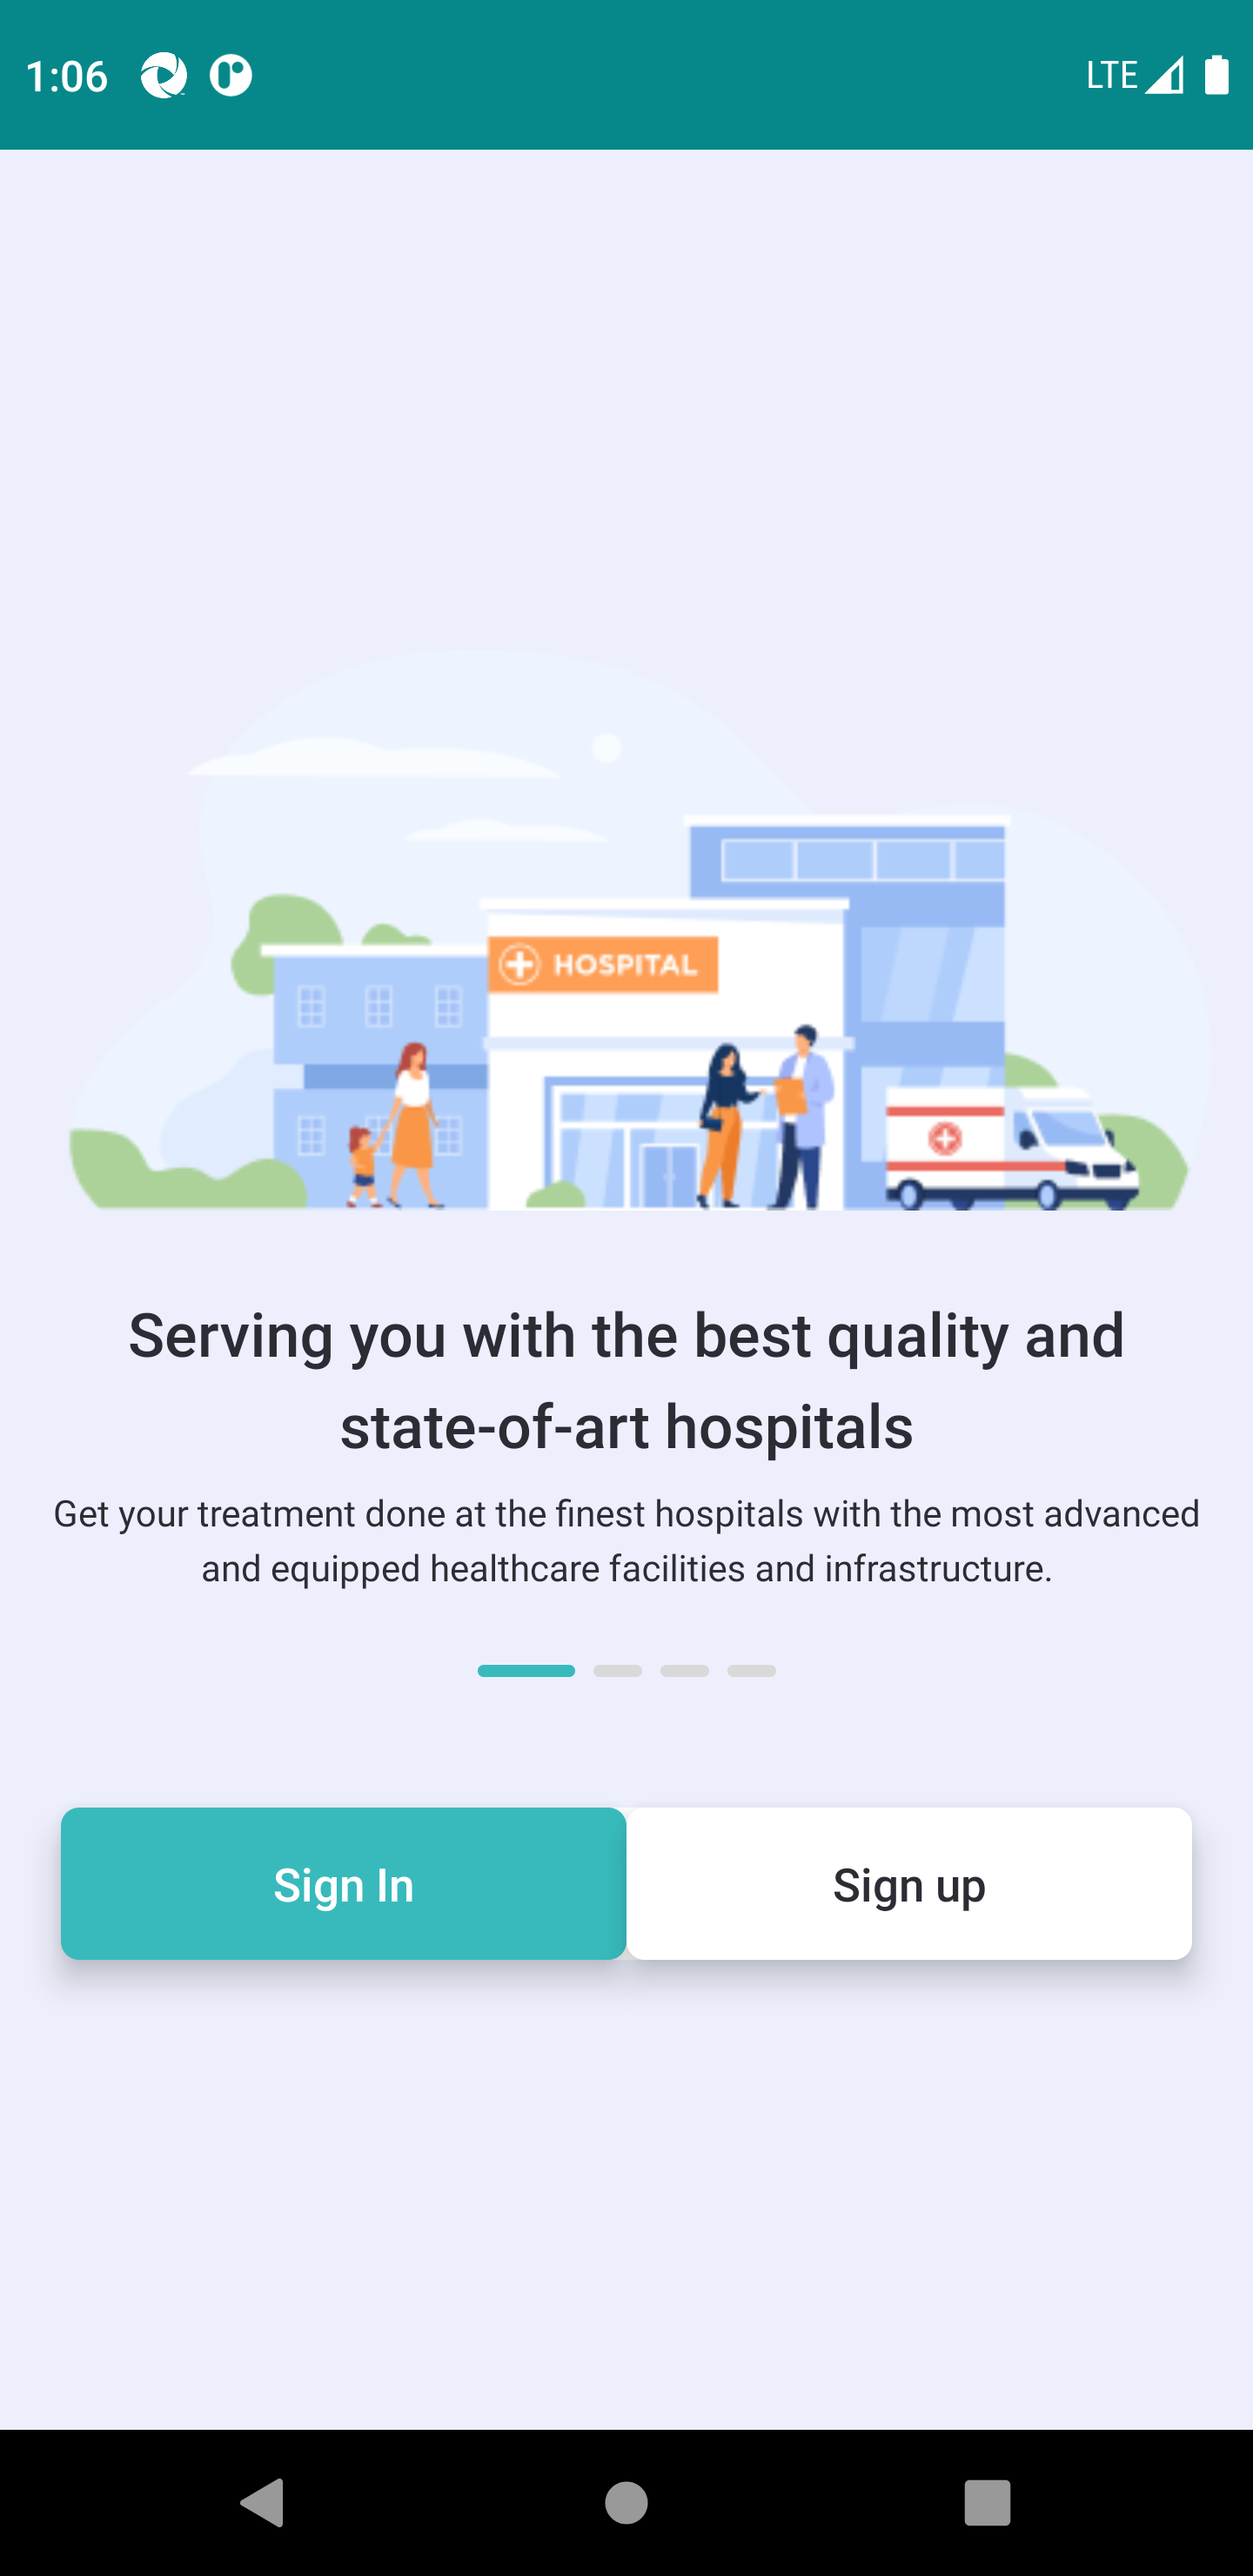 1:06
LTE
HOSPITAL
Serving you with the best quality and
state-of-art hospitals
Get your treatment done at the finest hospitals with the most advanced
and equipped healthcare facilities and infrastructure.
Sign In
Sign up